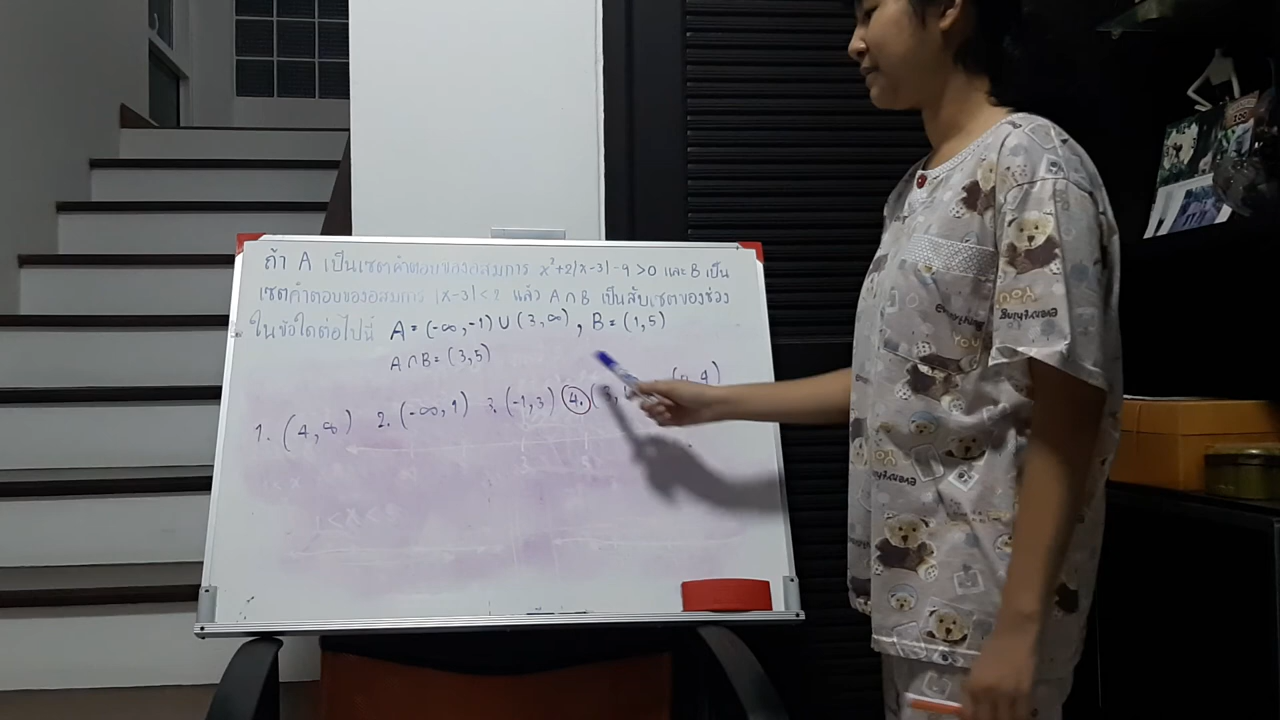 ถ้า A เป็นเซตคำตอบของอสมการ x²+2|x-3|-9>0 และ B เป็น
เซตคำตอบของอสมการ |x-3|<2 แล้ว A∩B เป็นสับเซตของช่วง
ในข้อใดต่อไปนี้ A = (-∞,-1) ∪ (3,∞), B = (1,5)
A∩B = (3,5)
1. (4,∞) 2. (-∞,1) 3. (-1,3) 4. (3,
1<x<5